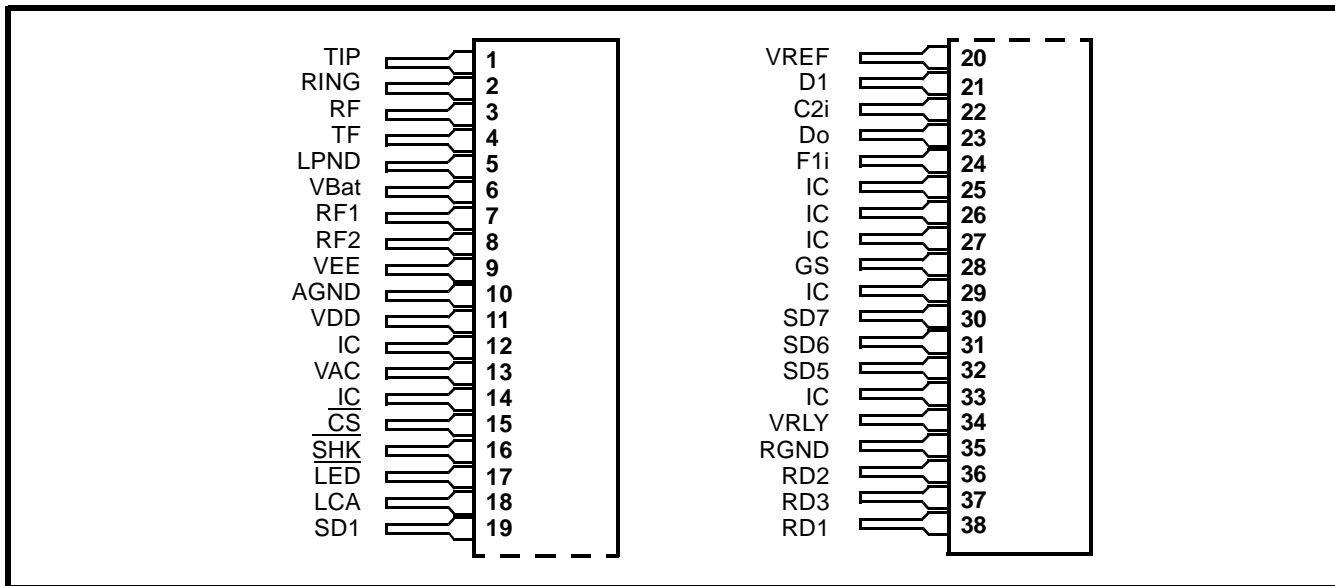 TIP 1
RING 2
RF 3
TF 4
LPND 5
VBat 6
RF1 7
RF2 8
VEE 9
AGND 10
VDD 11
IC 12
VAC 13
IC 14
CS 15
SHK 16
LED 17
LCA 18
SD1 19
VREF 20
D1 21
C2i 22
Do 23
F1i 24
IC 25
IC 26
IC 27
GS 28
IC 29
SD7 30
SD6 31
SD5 32
IC 33
VRLY 34
RGND 35
RD2 36
RD3 37
RD1 38